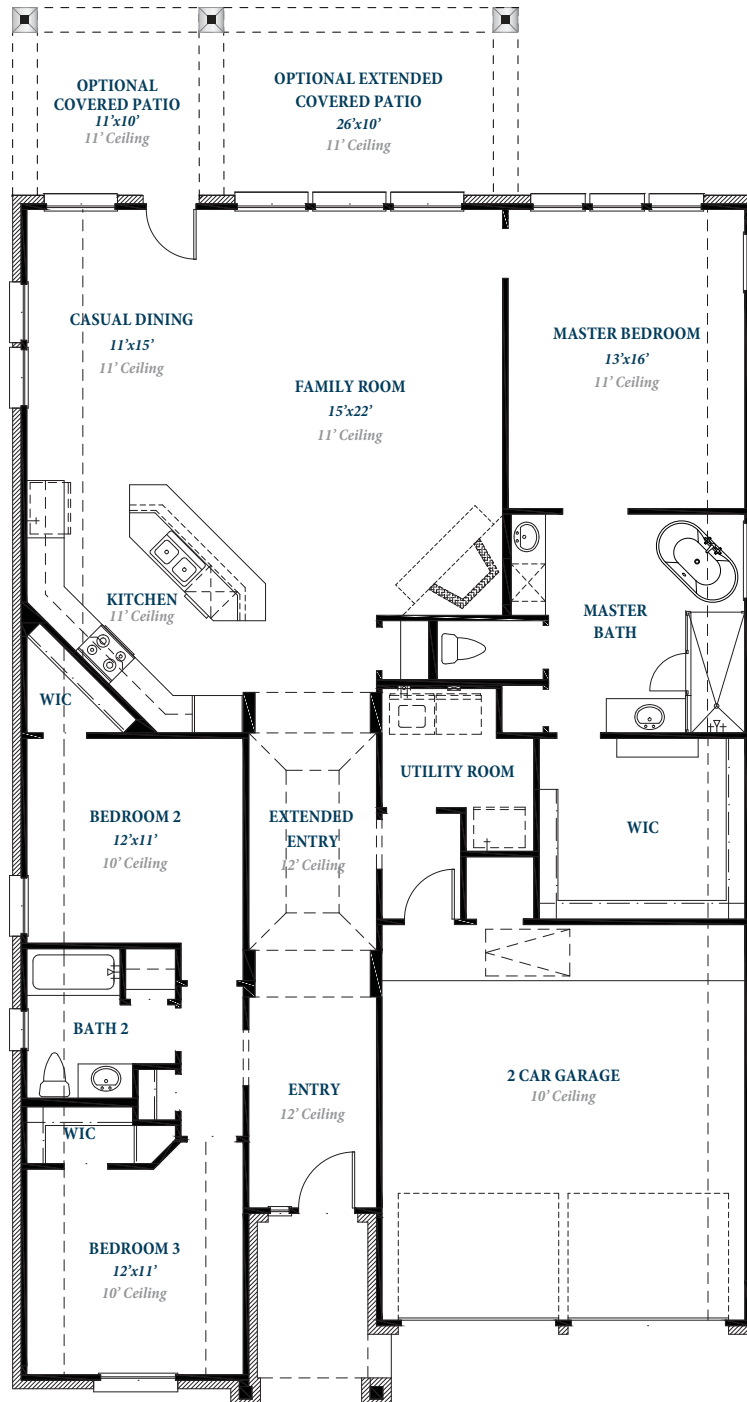 OPTIONAL
COVERED PATIO
11'x10'
11' Ceiling
OPTIONAL EXTENDED
COVERED PATIO
26'x10'
11' Ceiling
CASUAL DINING
11'x15'
11' Ceiling
FAMILY ROOM
15'x22'
11' Ceiling
MASTER BEDROOM
13'x16'
11' Ceiling
KITCHEN
11' Ceiling
MASTER
BATH
WIC
UTILITY ROOM
BEDROOM 2
12'x11'
10' Ceiling
EXTENDED
ENTRY
12' Ceiling
WIC
BATH 2
ENTRY
12' Ceiling
2 CAR GARAGE
10' Ceiling
WIC
BEDROOM 3
12'x11'
10' Ceiling